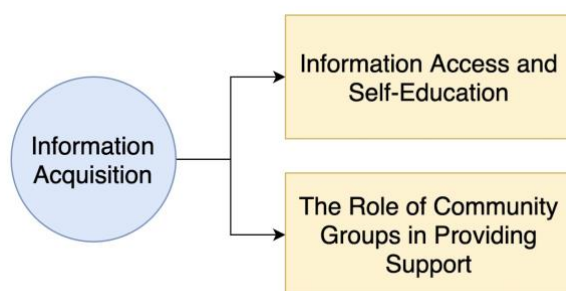 Information
Acquisition
Information Access and
Self-Education
The Role of Community
Groups in Providing
Support